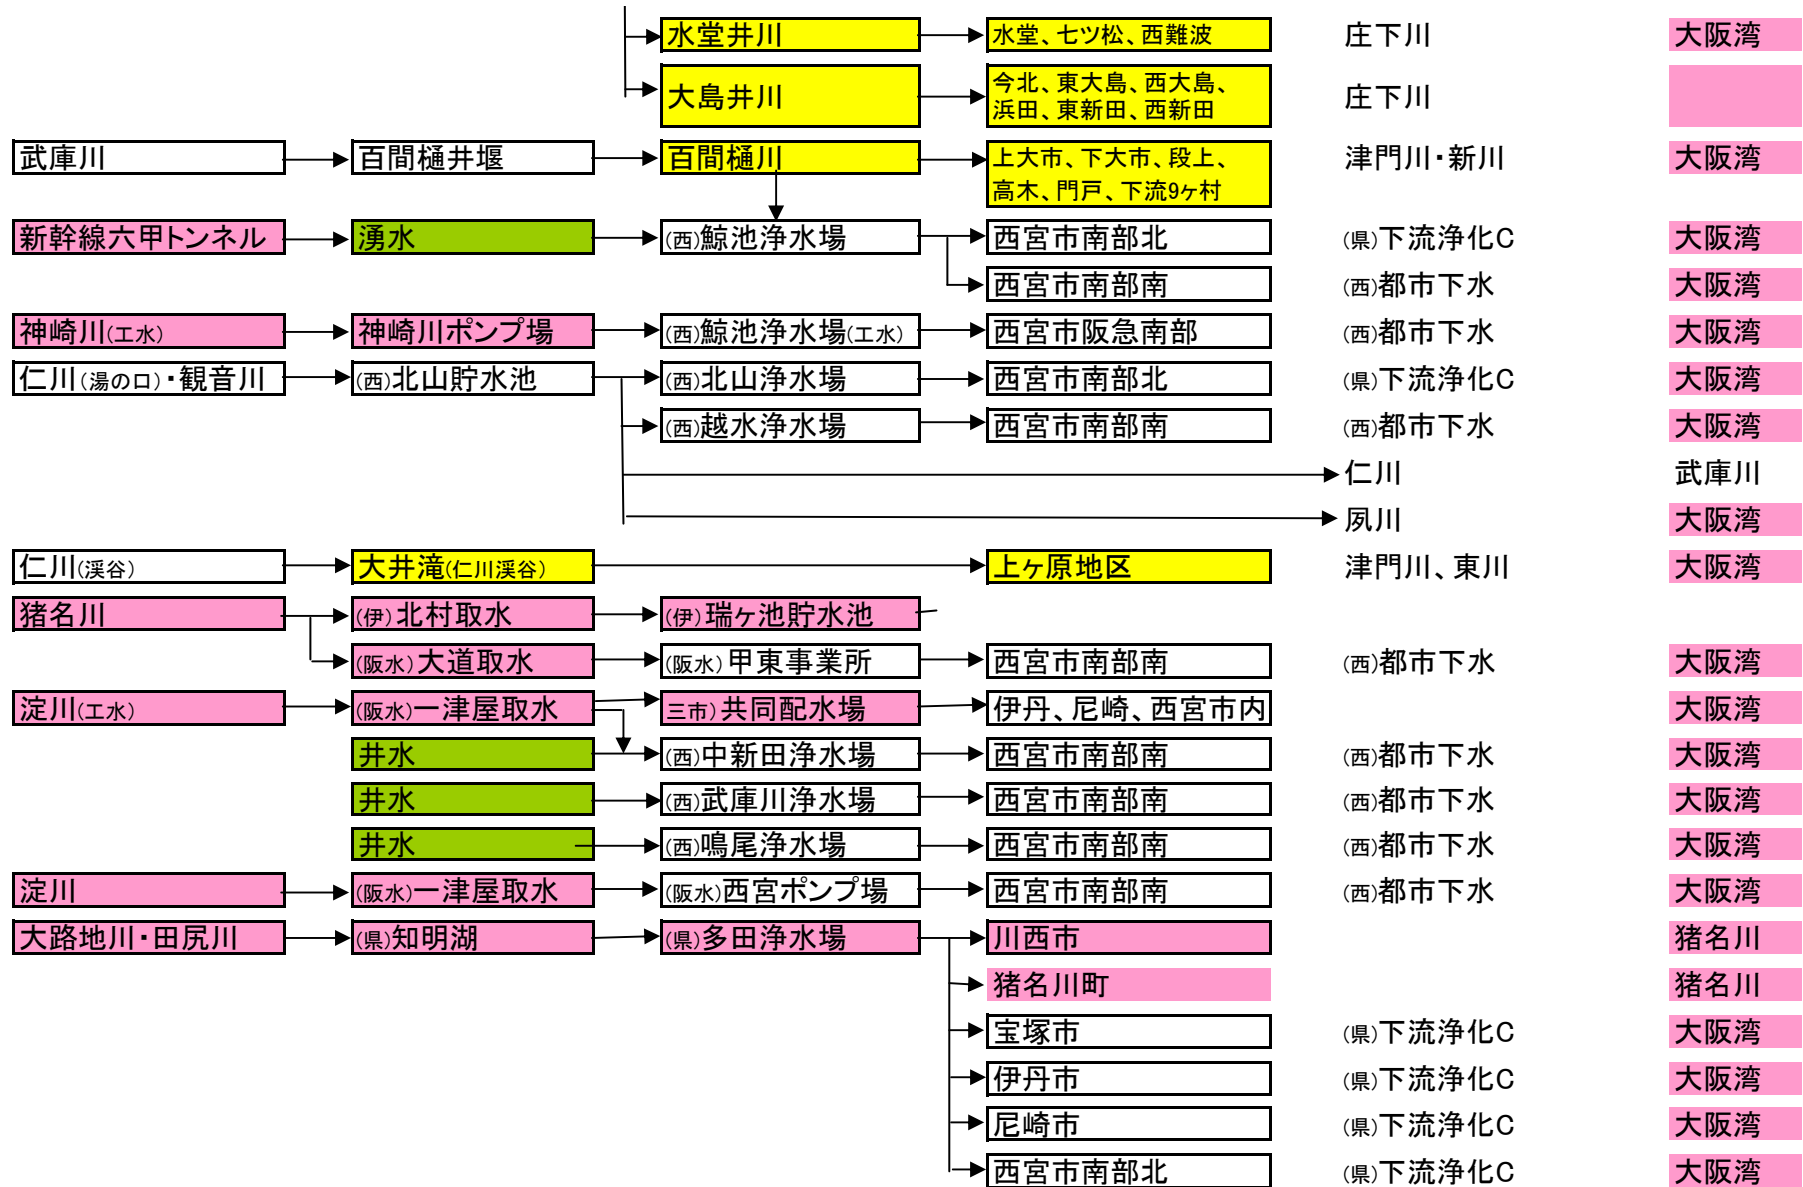 水堂井川 水堂、七ツ松、西難波 庄下川 大阪湾
大島井川 今北、東大島、西大島、 庄下川
浜田、東新田、西新田
武庫川 百間樋井堰 百間樋川 上大市、下大市、段上、 津門川・新川 大阪湾
高木、門戸、下流9ヶ村
新幹線六甲トンネル 湧水 (西)鯨池浄水場 西宮市南部北 (県)下流浄化C 大阪湾
西宮市南部南 (西)都市下水 大阪湾
神崎川(工水) 神崎川ポンプ場 (西)鯨池浄水場(工水) 西宮市阪急南部 (西)都市下水 大阪湾
仁川(湯の口)・観音川 (西)北山貯水池 (西)北山浄水場 西宮市南部北 (県)下流浄化C 大阪湾
(西)越水浄水場 西宮市南部南 (西)都市下水 大阪湾
仁川 武庫川
夙川 大阪湾
仁川(渓谷) 大井滝(仁川渓谷) 上ヶ原地区 津門川、東川 大阪湾
猪名川 (伊)北村取水 (伊)瑞ヶ池貯水池
(阪水)大道取水 (阪水)甲東事業所 西宮市南部南 (西)都市下水 大阪湾
淀川(工水) (阪水)一津屋取水 三市)共同配水場 伊丹、尼崎、西宮市内 大阪湾
井水 (西)中新田浄水場 西宮市南部南 (西)都市下水 大阪湾
井水 (西)武庫川浄水場 西宮市南部南 (西)都市下水 大阪湾
井水 (西)鳴尾浄水場 西宮市南部南 (西)都市下水 大阪湾
淀川 (阪水)一津屋取水 (阪水)西宮ポンプ場 西宮市南部南 (西)都市下水 大阪湾
大路地川・田尻川 (県)知明湖 (県)多田浄水場 川西市 猪名川
猪名川町 猪名川
宝塚市 (県)下流浄化C 大阪湾
伊丹市 (県)下流浄化C 大阪湾
尼崎市 (県)下流浄化C 大阪湾
西宮市南部北 (県)下流浄化C 大阪湾